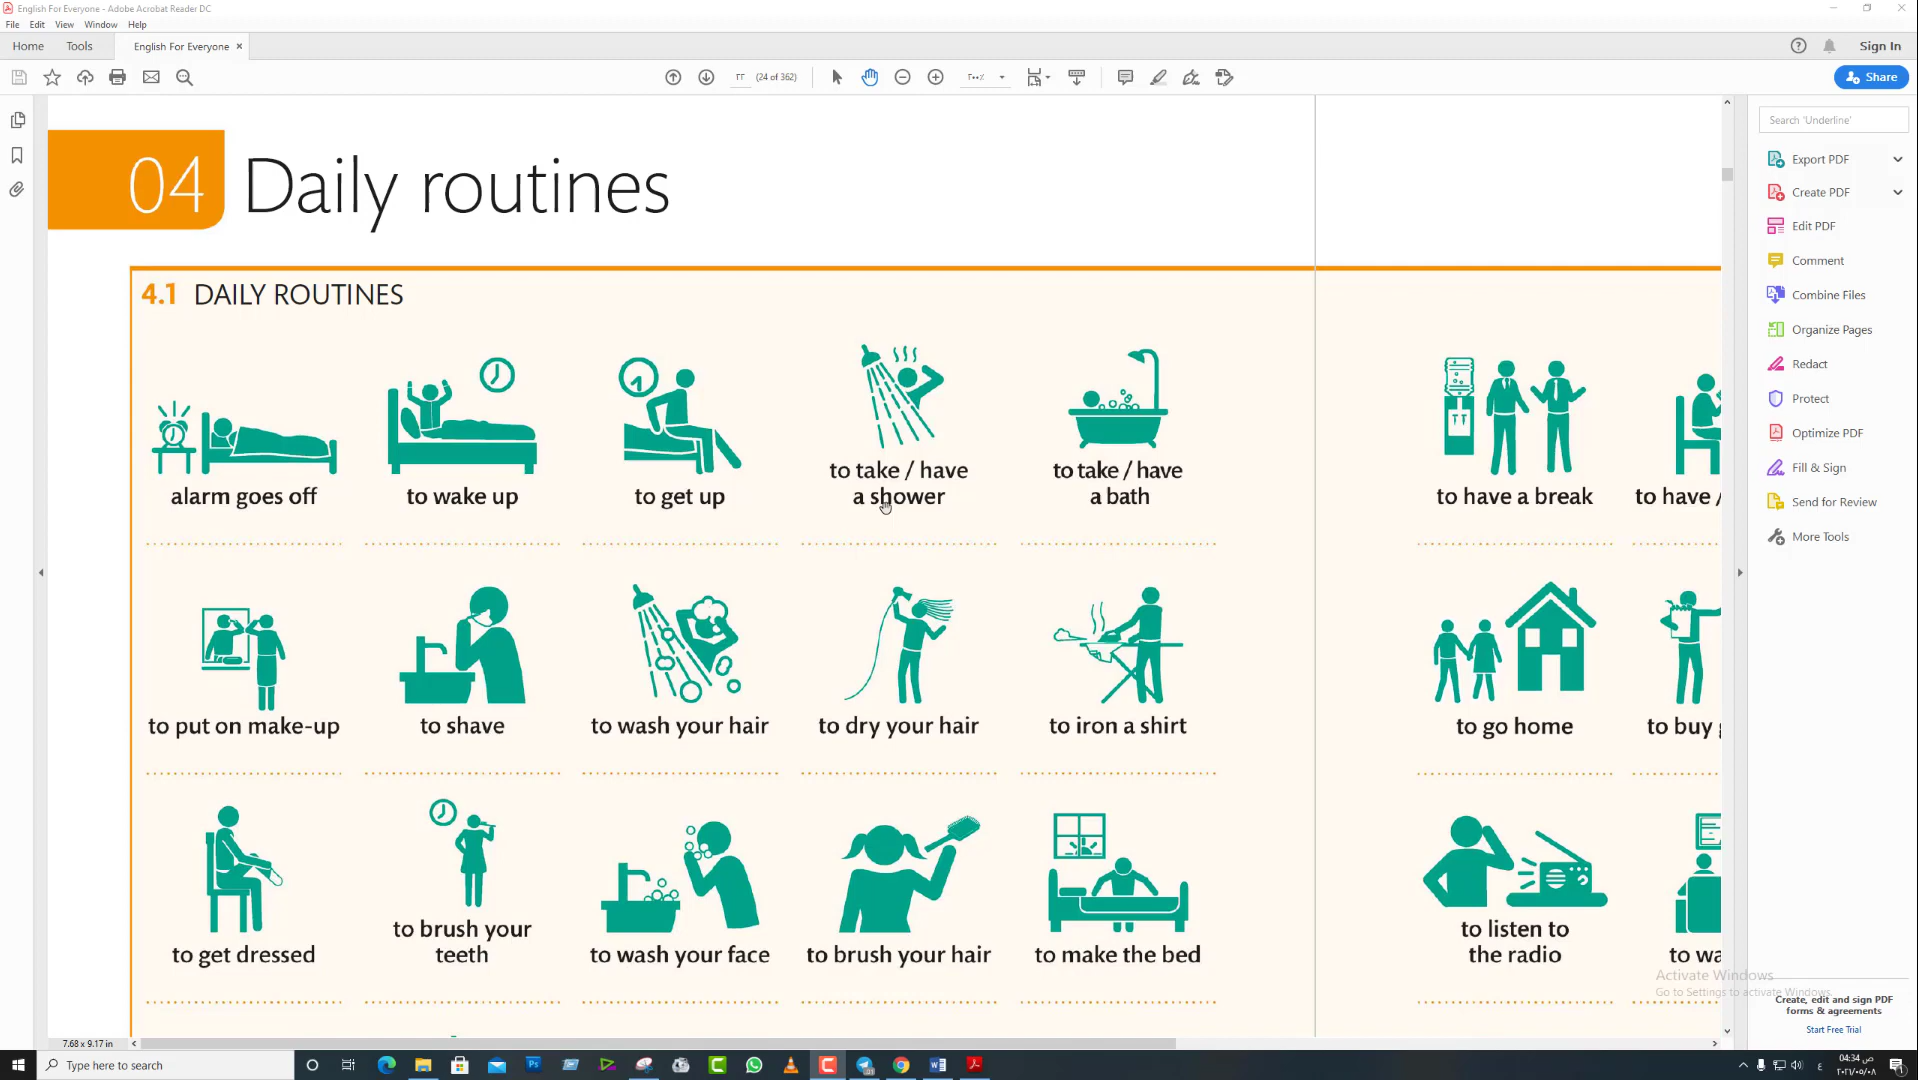 English For Everyone - Adobe Acrobat Reader DC
File Edit View Window Help
Home Tools English For Everyone × Sign In
٢٣ (24 of 362) ٢٠٠٪ Share
Search 'Underline'
Export PDF
Create PDF
Edit PDF
Comment
Combine Files
Organize Pages
Redact
Protect
Optimize PDF
Fill & Sign
Send for Review
More Tools
04 Daily routines
4.1 DAILY ROUTINES
alarm goes off
to wake up
to get up
to take / have
a shower
to take / have
a bath
to have a break
to have /
to put on make-up
to shave
to wash your hair
to dry your hair
to iron a shirt
to go home
to buy
to get dressed
to brush your
teeth
to wash your face
to brush your hair
to make the bed
to listen to
the radio
to wa
Activate Windows
Go to Settings to activate Windows.
Create, edit and sign PDF
forms & agreements
Start Free Trial
7.68 x 9.17 in
Type here to search
ع
04:34 ص
٢٠٢١/٠٥/٠٨